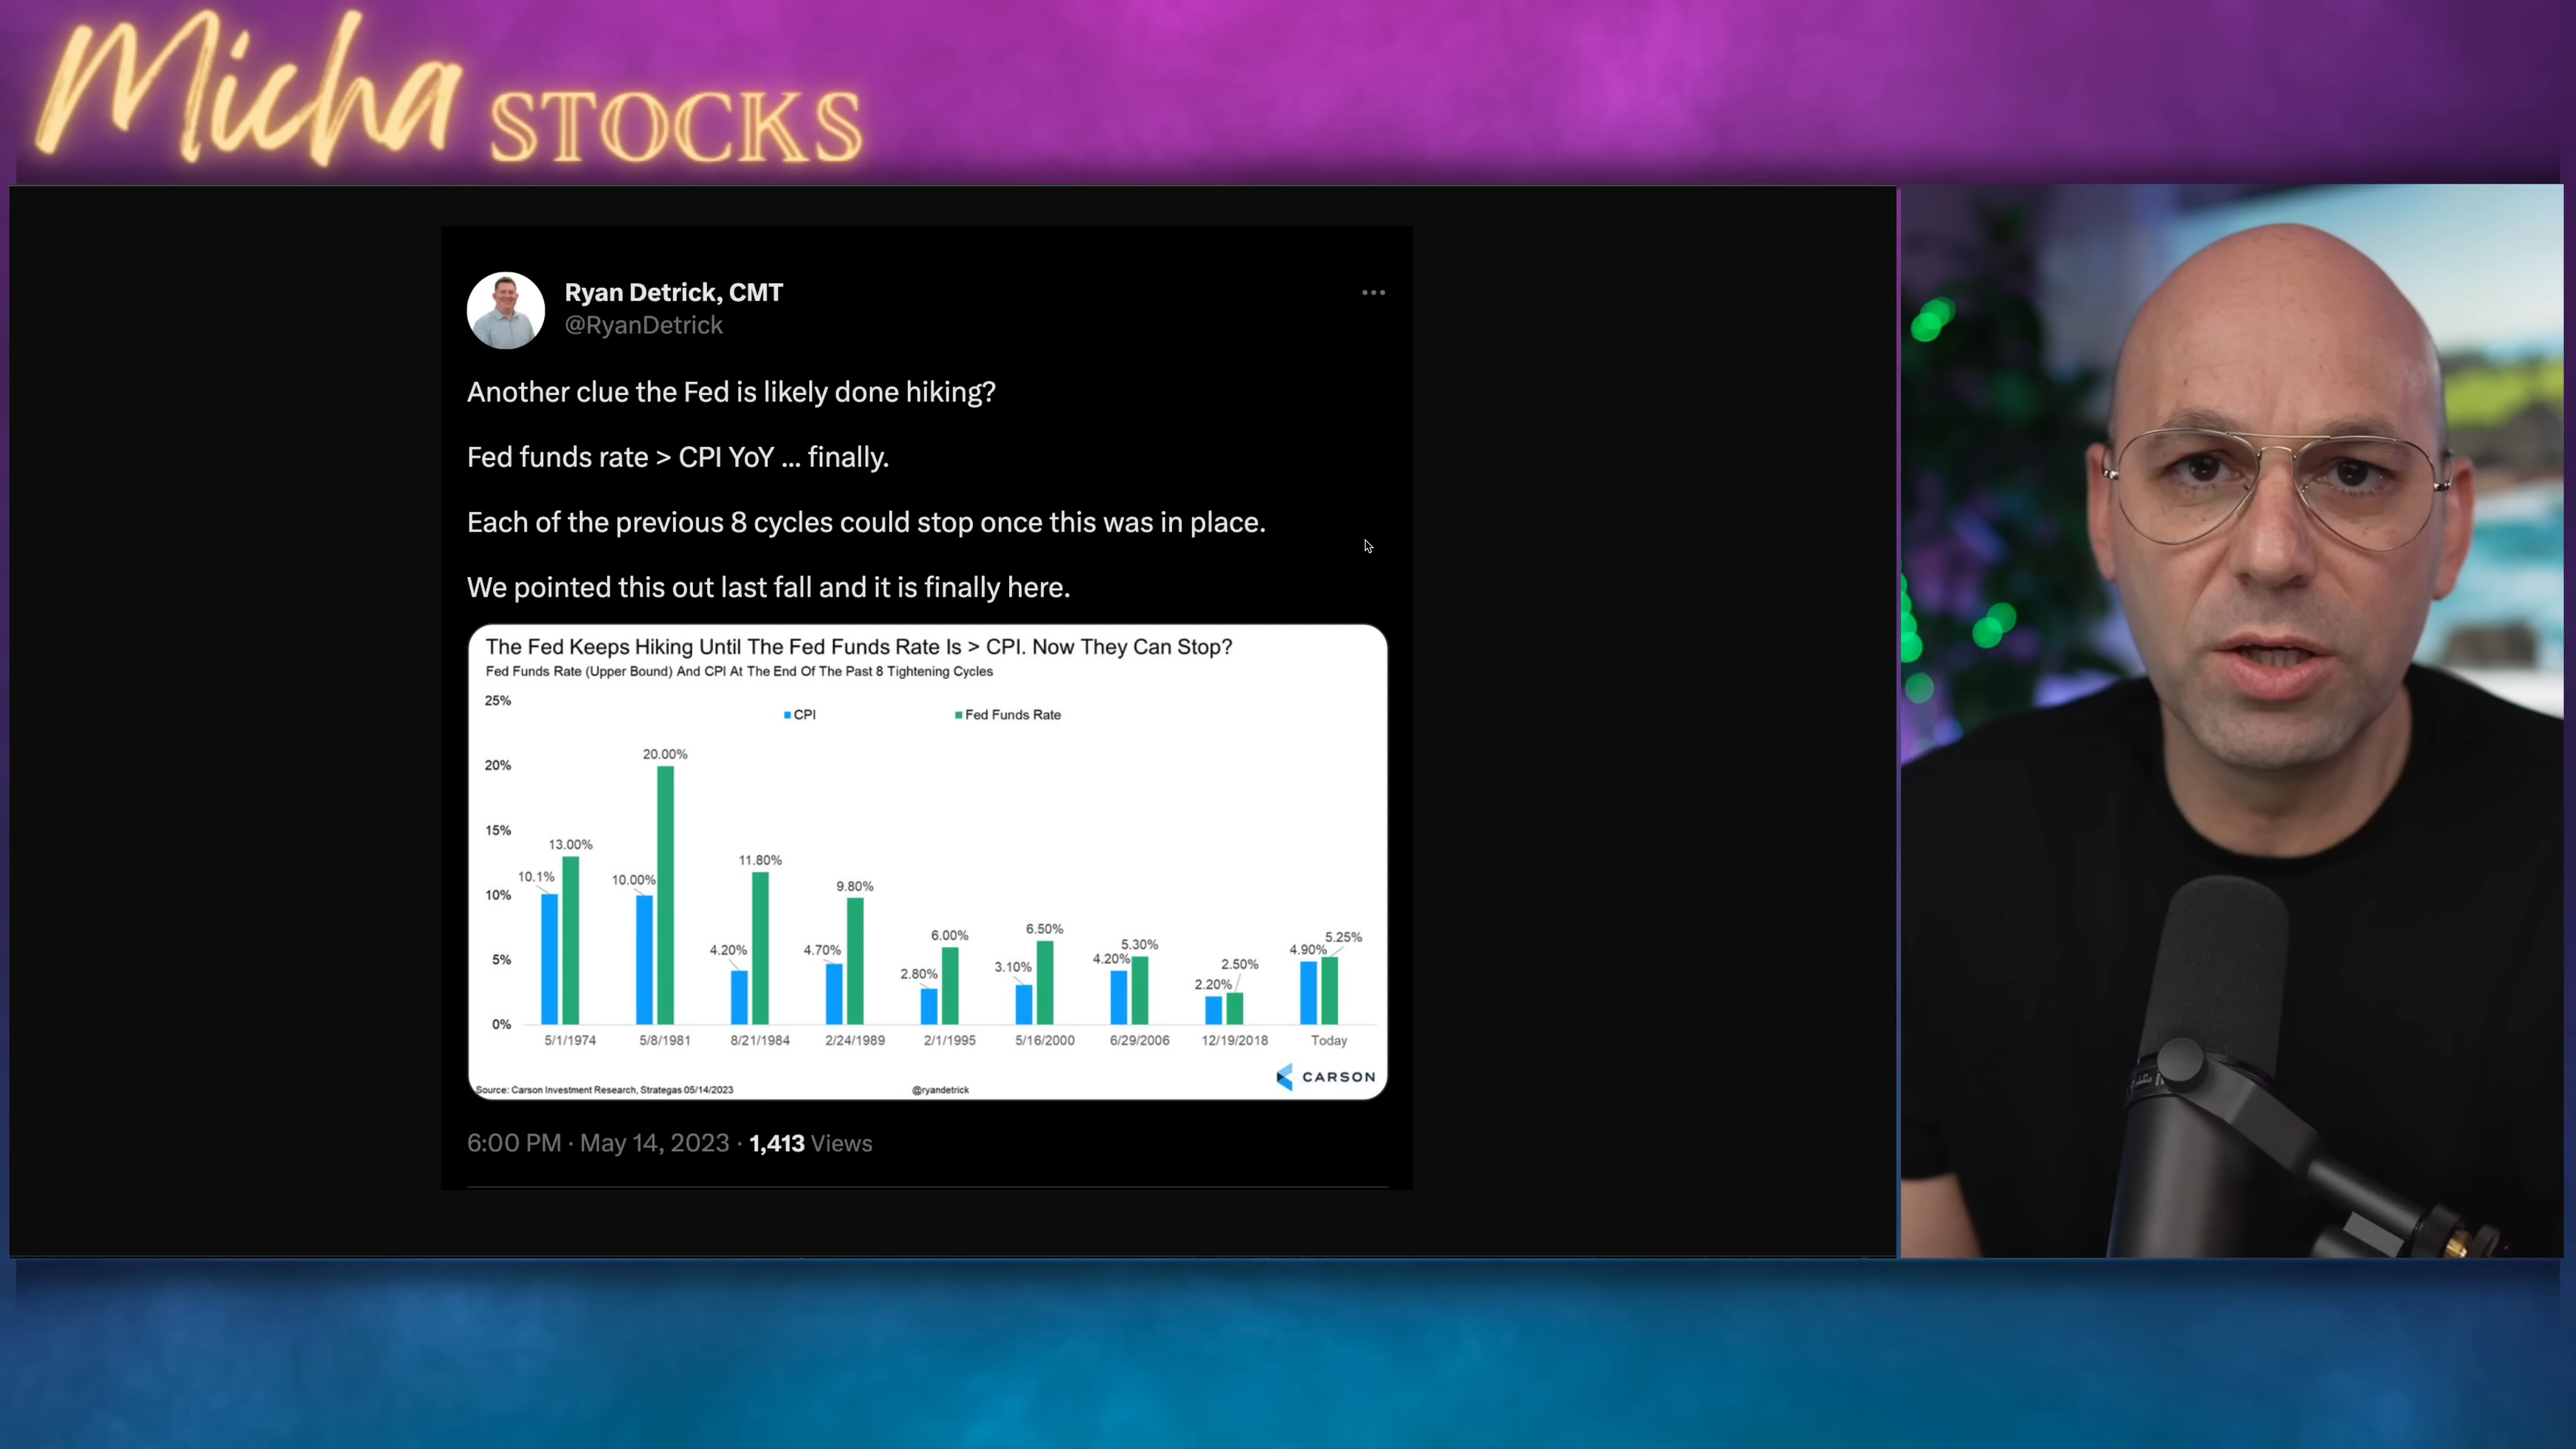 Micha STOCKS
Ryan Detrick, CMT
@RyanDetrick
Another clue the Fed is likely done hiking?
Fed funds rate > CPI YoY ... finally.
Each of the previous 8 cycles could stop once this was in place.
We pointed this out last fall and it is finally here.
The Fed Keeps Hiking Until The Fed Funds Rate Is > CPI. Now They Can Stop?
Fed Funds Rate (Upper Bound) And CPI At The End Of The Past 8 Tightening Cycles
CPI Fed Funds Rate
25%
20%
15%
10%
5%
0%
10.1% 13.00%
10.00% 20.00%
4.20% 11.80%
4.70% 9.80%
2.80% 6.00%
3.10% 6.50%
4.20% 5.30%
2.20% 2.50%
4.90% 5.25%
5/1/1974 5/8/1981 8/21/1984 2/24/1989 2/1/1995 5/16/2000 6/29/2006 12/19/2018 Today
CARSON
Source: Carson Investment Research, Strategas 05/14/2023 @ryandetrick
6:00 PM · May 14, 2023 · 1,413 Views